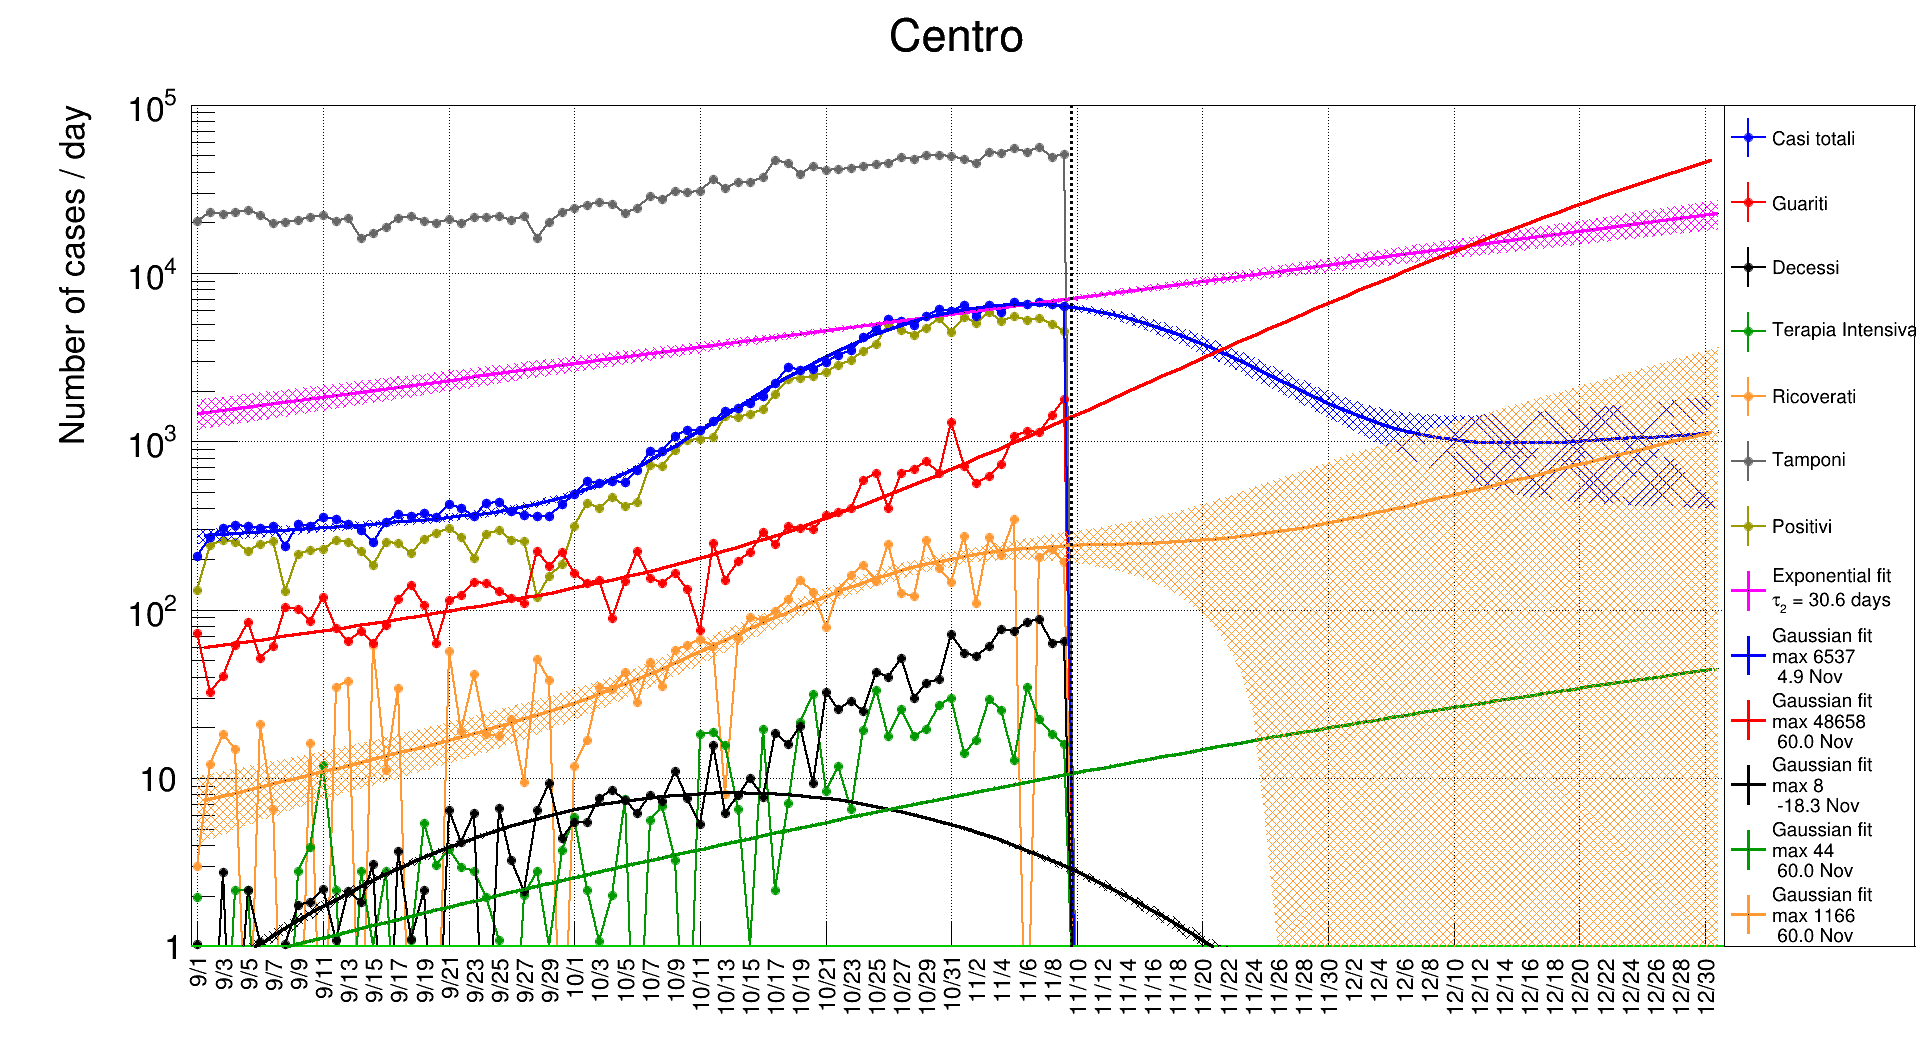 Centro
Number of cases / day
10^5
10^4
10^3
10^2
10
1
9/1 9/3 9/5 9/7 9/9 9/11 9/13 9/15 9/17 9/19 9/21 9/23 9/25 9/27 9/29 10/1 10/3 10/5 10/7 10/9 10/11 10/13 10/15 10/17 10/19 10/21 10/23 10/25 10/27 10/29 10/31 11/2 11/4 11/6 11/8 11/10 11/12 11/14 11/16 11/18 11/20 11/22 11/24 11/26 11/28 11/30 12/2 12/4 12/6 12/8 12/10 12/12 12/14 12/16 12/18 12/20 12/22 12/24 12/26 12/28 12/30
Casi totali
Guariti
Decessi
Terapia Intensiva
Ricoverati
Tamponi
Positivi
Exponential fit
τ2 = 30.6 days
Gaussian fit
max 6537
4.9 Nov
Gaussian fit
max 48658
60.0 Nov
Gaussian fit
max 8
-18.3 Nov
Gaussian fit
max 44
60.0 Nov
Gaussian fit
max 1166
60.0 Nov